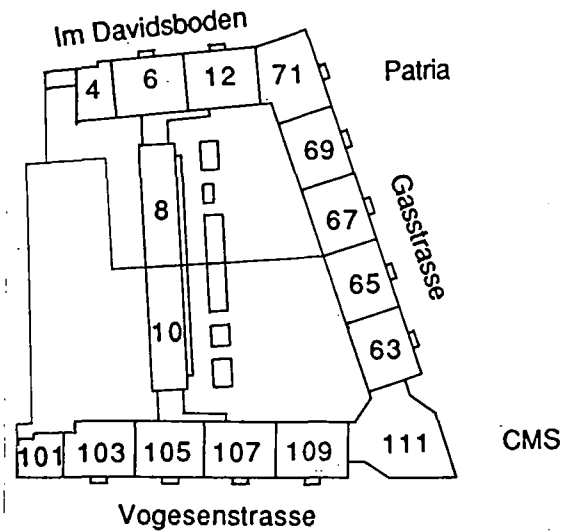 Im Davidsboden
4 6 12 71 Patria
69
8 67 Gasstrasse
65
10 63
101 103 105 107 109 111 CMS
Vogesenstrasse